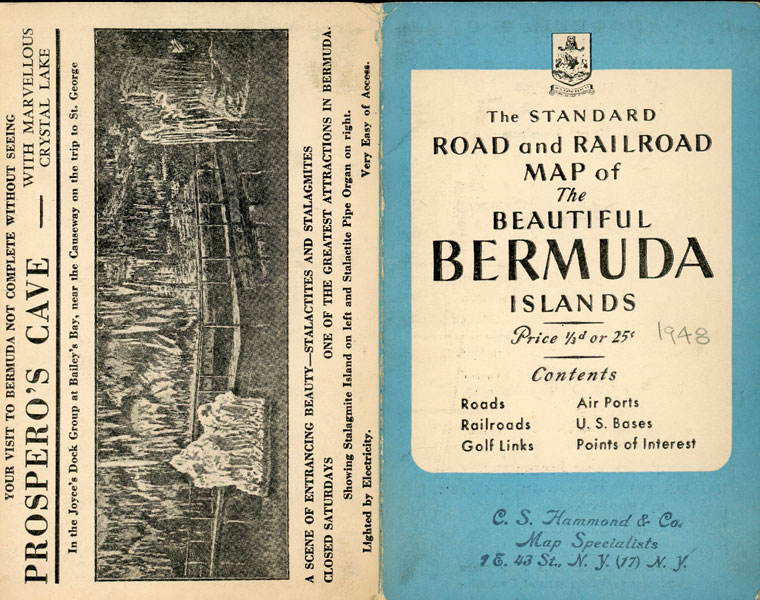 YOUR VISIT TO BERMUDA NOT COMPLETE WITHOUT SEEING
PROSPERO'S CAVE — WITH MARVELLOUS
CRYSTAL LAKE
In the Joyce's Dock Group at Bailey's Bay, near the Causeway on the trip to St. George
A SCENE OF ENTRANCING BEAUTY—STALACTITES AND STALAGMITES
CLOSED SATURDAYS ONE OF THE GREATEST ATTRACTIONS IN BERMUDA.
Showing Stalagmite Island on left and Stalactite Pipe Organ on right.
Lighted by Electricity. Very Easy of Access.
The STANDARD
ROAD and RAILROAD
MAP of
The
BEAUTIFUL
BERMUDA
ISLANDS
Price 1/3d or 25¢
1948
Contents
Roads Air Ports
Railroads U. S. Bases
Golf Links Points of Interest
C. S. Hammond & Co.
Map Specialists
1 E. 43 St., N. Y. (17) N. Y.